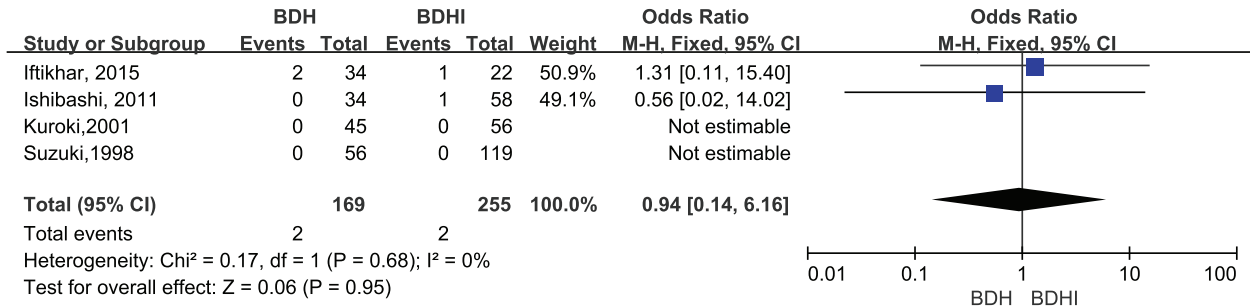 BDH BDHI Odds Ratio Odds Ratio
Study or Subgroup Events Total Events Total Weight M-H, Fixed, 95% CI M-H, Fixed, 95% CI
Iftikhar, 2015 2 34 1 22 50.9% 1.31 [0.11, 15.40]
Ishibashi, 2011 0 34 1 58 49.1% 0.56 [0.02, 14.02]
Kuroki,2001 0 45 0 56 Not estimable
Suzuki,1998 0 56 0 119 Not estimable
Total (95% CI) 169 255 100.0% 0.94 [0.14, 6.16]
Total events 2 2
Heterogeneity: Chi² = 0.17, df = 1 (P = 0.68); I² = 0%
Test for overall effect: Z = 0.06 (P = 0.95)
0.01 0.1 1 10 100
BDH BDHI